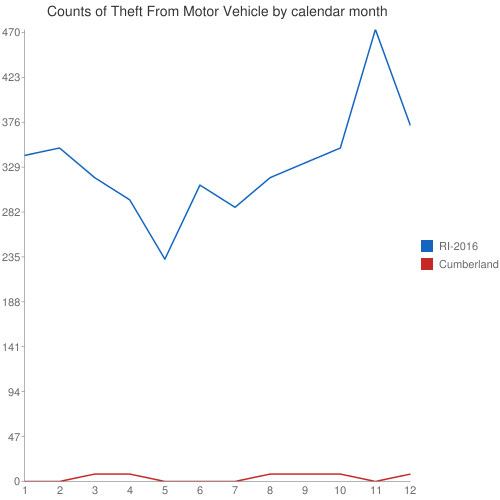 Counts of Theft From Motor Vehicle by calendar month
470
423
376
329
282
235
188
141
94
47
0
1 2 3 4 5 6 7 8 9 10 11 12
RI-2016
Cumberland